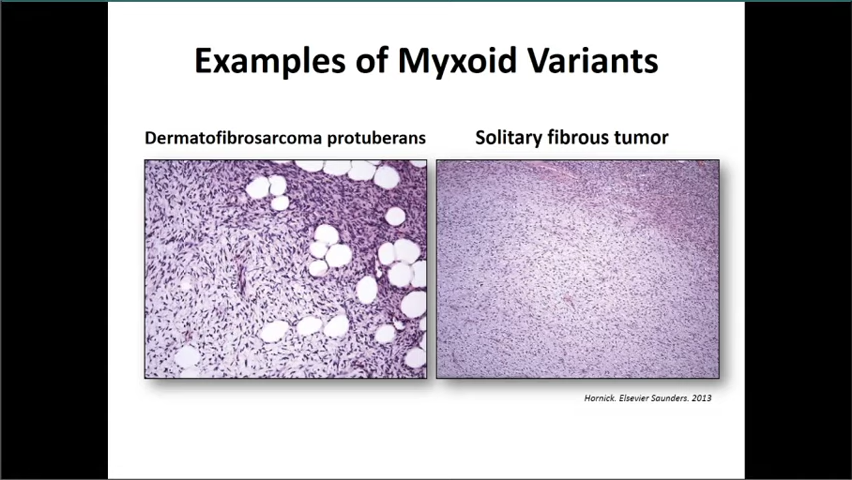 Examples of Myxoid Variants
Dermatofibrosarcoma protuberans
Solitary fibrous tumor
Hornick. Elsevier Saunders. 2013